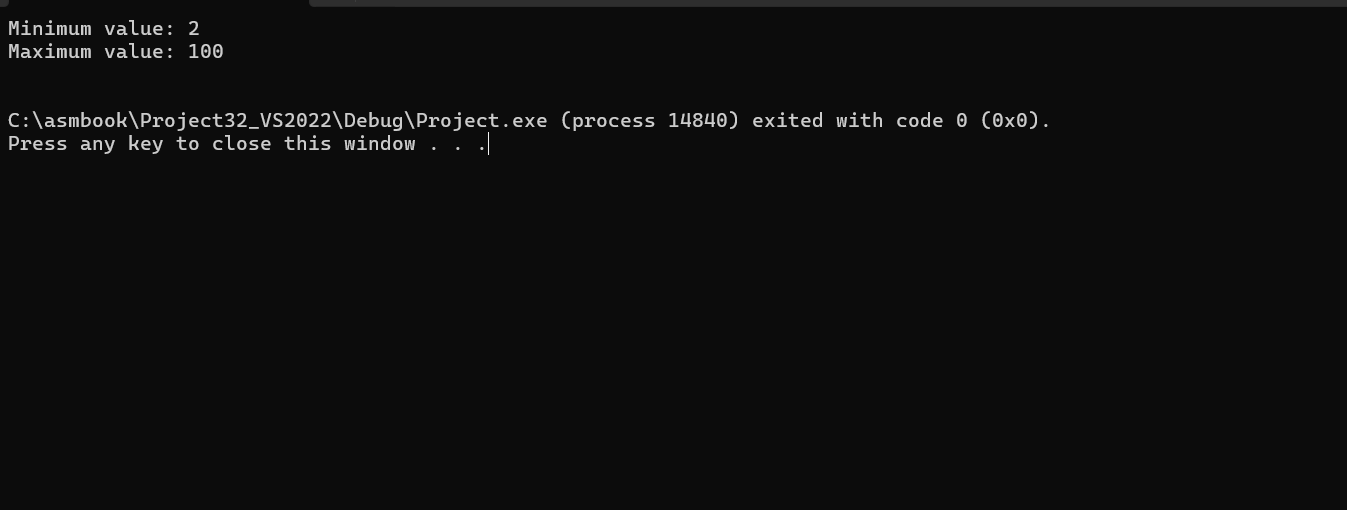 Minimum value: 2
Maximum value: 100
C:\asmbook\Project32_VS2022\Debug\Project.exe (process 14840) exited with code 0 (0x0).
Press any key to close this window . . .